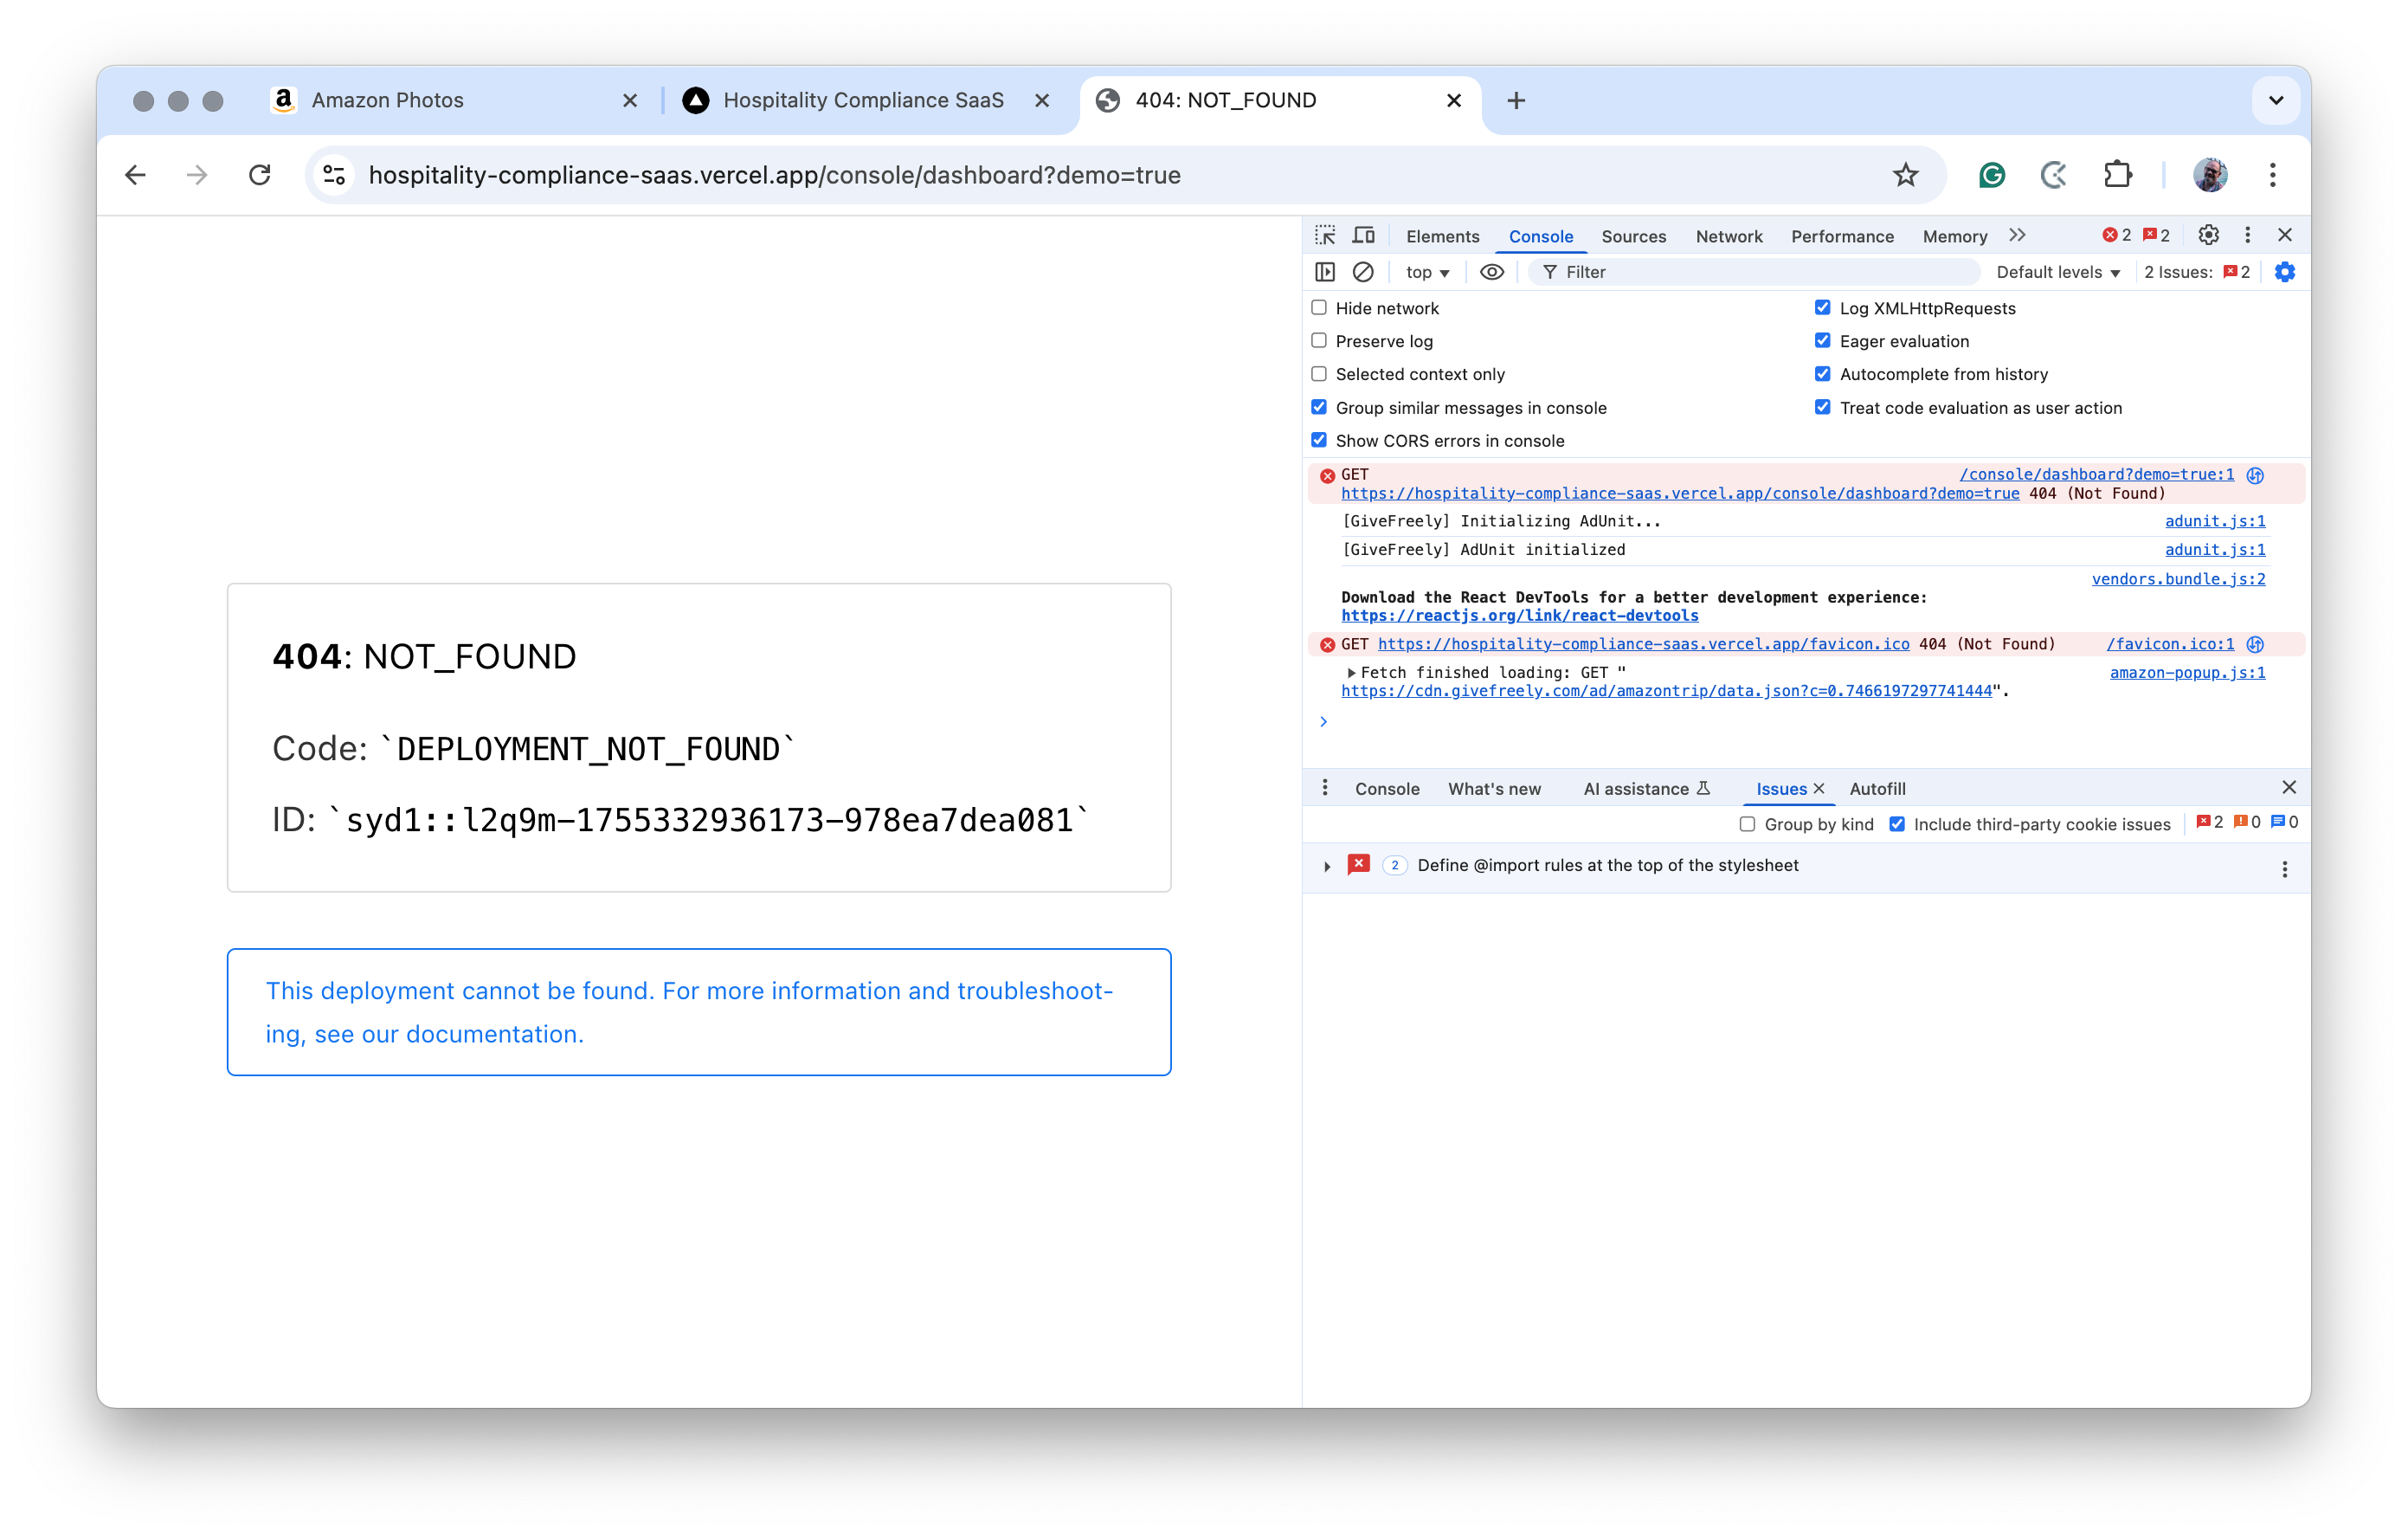 Amazon Photos
Hospitality Compliance SaaS
404: NOT_FOUND
hospitality-compliance-saas.vercel.app/console/dashboard?demo=true
404: NOT_FOUND
Code: `DEPLOYMENT_NOT_FOUND`
ID: `syd1::l2q9m-1755332936173-978ea7dea081`
This deployment cannot be found. For more information and troubleshoot-
ing, see our documentation.
Elements Console Sources Network Performance Memory 2 2
top Filter Default levels 2 Issues: 2
Hide network Log XMLHttpRequests
Preserve log Eager evaluation
Selected context only Autocomplete from history
Group similar messages in console Treat code evaluation as user action
Show CORS errors in console
GET /console/dashboard?demo=true:1
https://hospitality-compliance-saas.vercel.app/console/dashboard?demo=true 404 (Not Found)
[GiveFreely] Initializing AdUnit... adunit.js:1
[GiveFreely] AdUnit initialized adunit.js:1
vendors.bundle.js:2
Download the React DevTools for a better development experience:
https://reactjs.org/link/react-devtools
GET https://hospitality-compliance-saas.vercel.app/favicon.ico 404 (Not Found) /favicon.ico:1
Fetch finished loading: GET " amazon-popup.js:1
https://cdn.givefreely.com/ad/amazontrip/data.json?c=0.7466197297741444".
Console What's new AI assistance Issues Autofill
Group by kind Include third-party cookie issues 2 0 0
2 Define @import rules at the top of the stylesheet